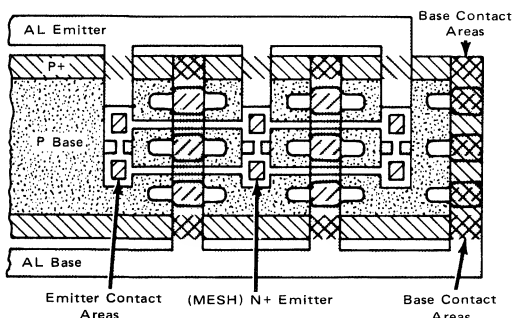 Base Contact
Areas
AL Emitter
P+
P Base
AL Base
Emitter Contact
Areas
(MESH) N+ Emitter
Base Contact
Areas